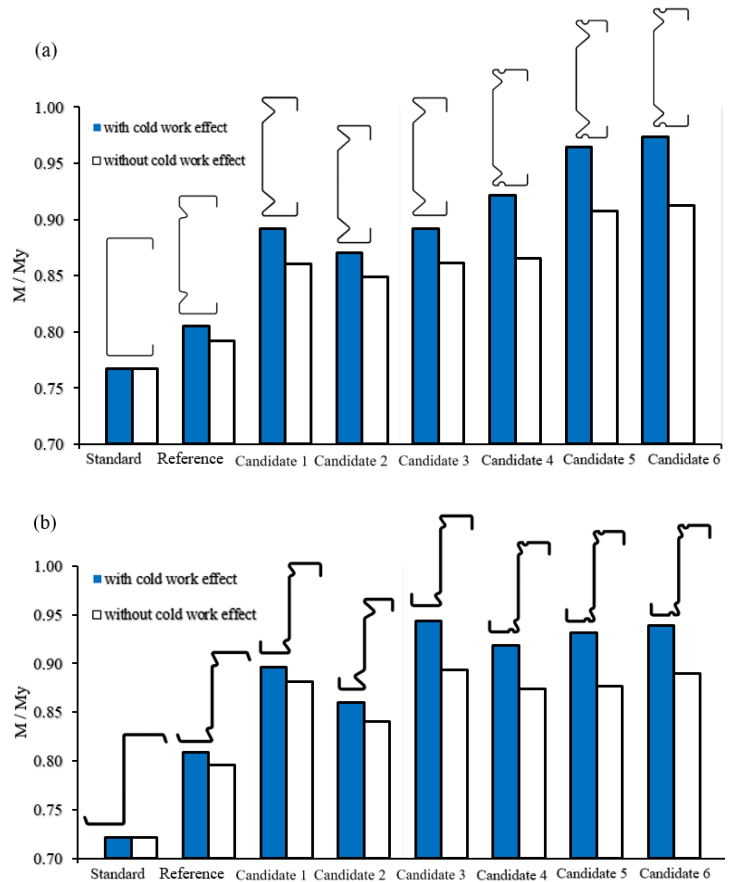 (a)
1.00
with cold work effect
0.95
without cold work effect
0.90
0.85
M / My
0.80
0.75
0.70
Standard Reference Candidate 1 Candidate 2 Candidate 3 Candidate 4 Candidate 5 Candidate 6
(b)
1.00
with cold work effect
0.95
without cold work effect
0.90
0.85
M / My
0.80
0.75
0.70
Standard Reference Candidate 1 Candidate 2 Candidate 3 Candidate 4 Candidate 5 Candidate 6